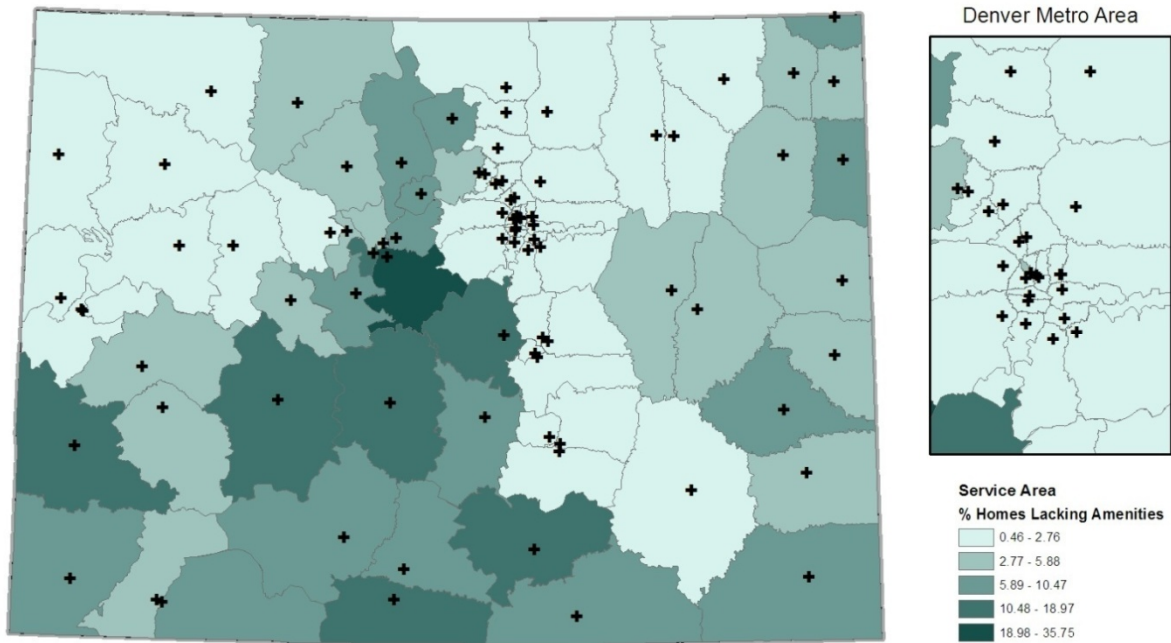 Denver Metro Area
Service Area
% Homes Lacking Amenities
0.46 - 2.76
2.77 - 5.88
5.89 - 10.47
10.48 - 18.97
18.98 - 35.75